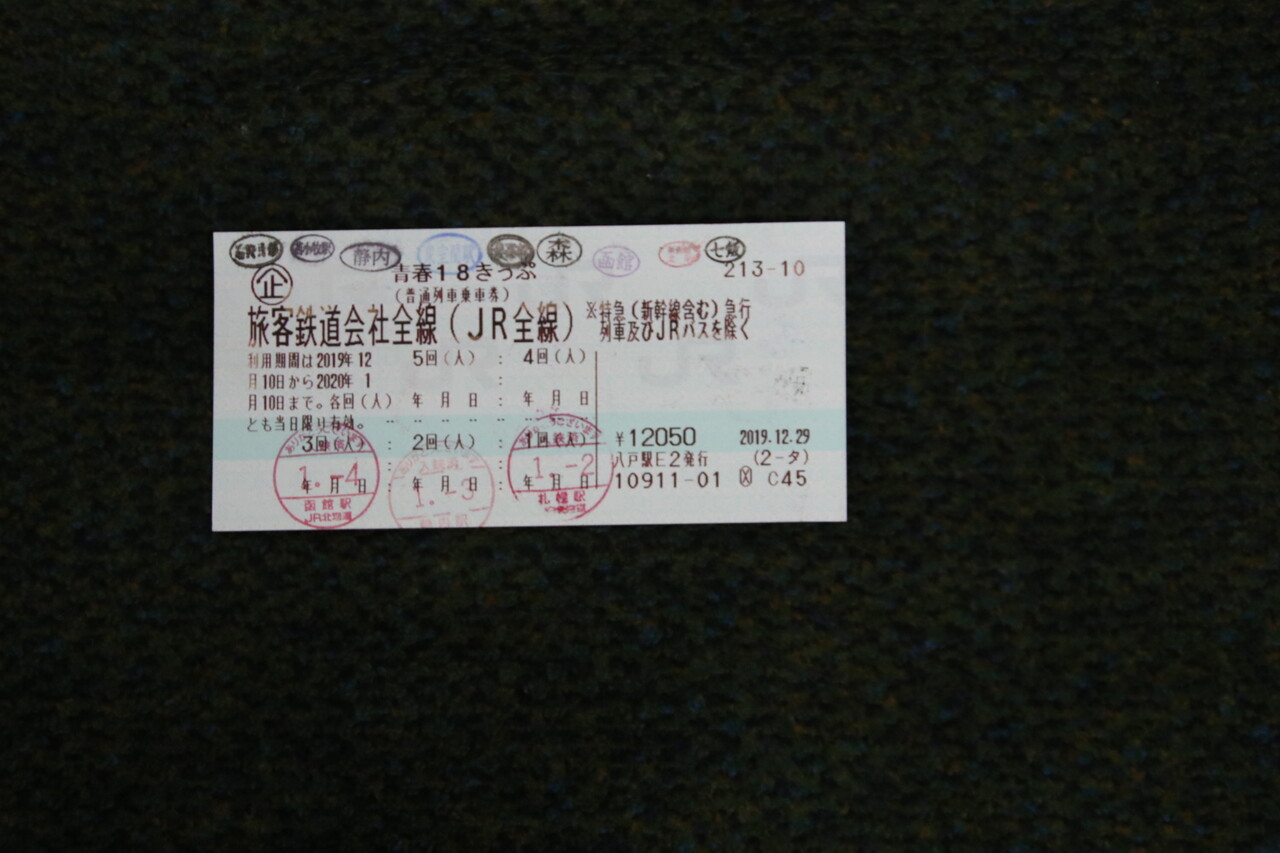 静内 森 函館 七飯
企 青春18きっぷ 213-10
(普通列車乗車券)
旅客鉄道会社全線(JR全線) ※特急(新幹線含む)急行
列車及びJRバスを除く
利用期間は2019年12
月10日から2020年 1
月10日まで。各回(人)
とも当日限り有効。
5回(人) : 4回(人)
年 月 日 : 年 月 日
3回(人) : 2回(人) : 1回(人)
年 月 日 : 年 月 日 : 年 月 日
1.-4
函館駅
JR北海道
1.-3
1.-2
札幌駅
¥12050 2019.12.29
八戸駅E2発行 (2-タ)
10911-01 C45